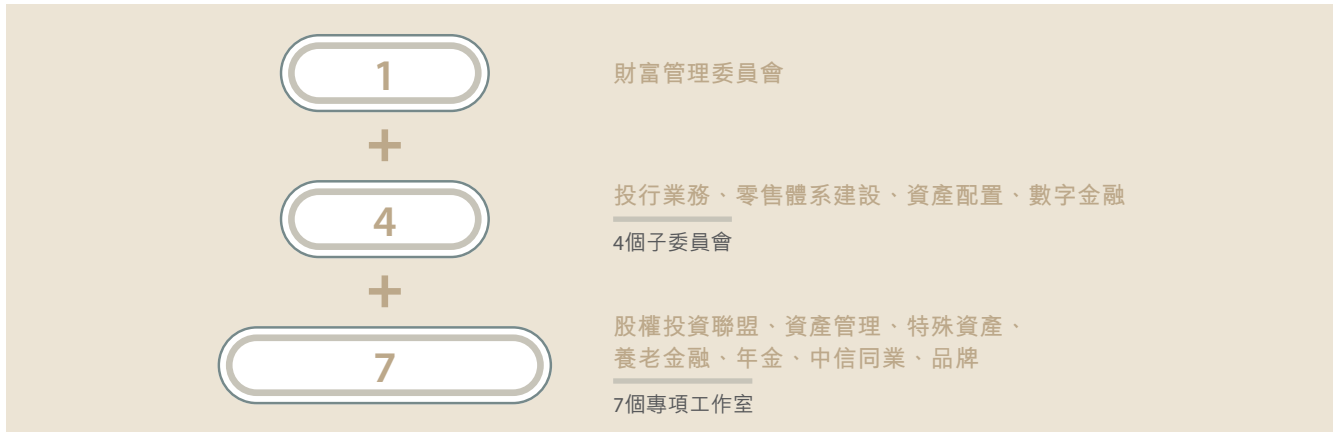 1
財富管理委員會
+
4
投行業務、零售體系建設、資產配置、數字金融
4個子委員會
+
7
股權投資聯盟、資產管理、特殊資產、
養老金融、年金、中信同業、品牌
7個專項工作室